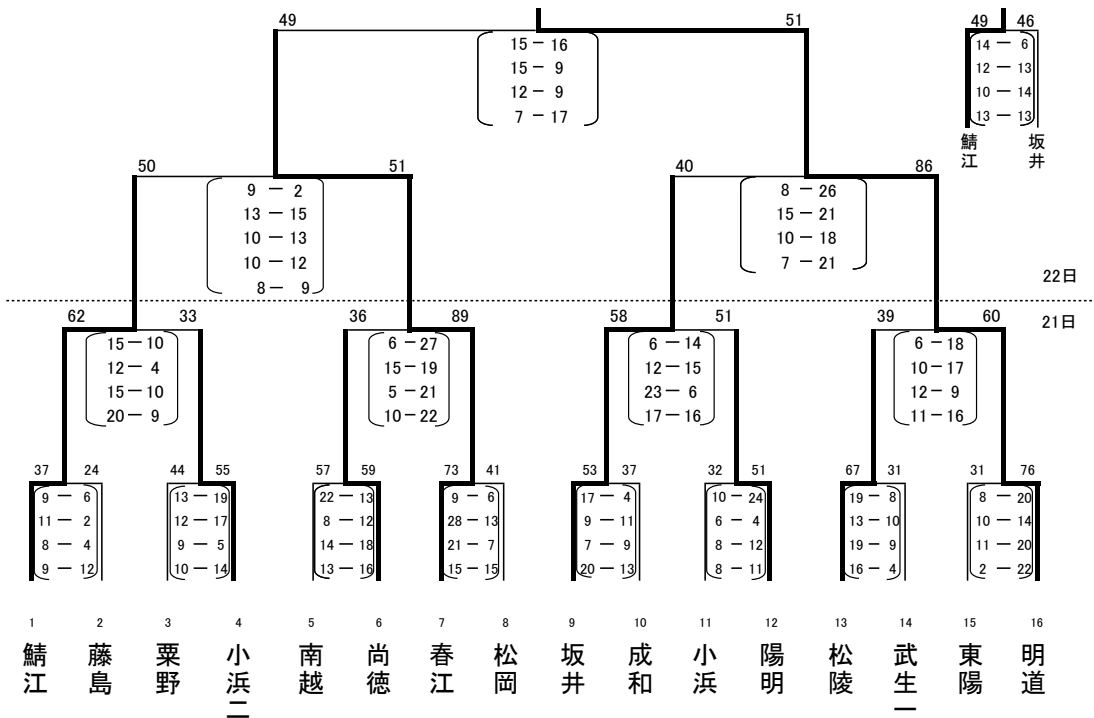 49 51 49 46
15 － 16
15 － 9
12 － 9
7 － 17
14 － 6
12 － 13
10 － 14
13 － 13
鯖江
坂井
50 51 40 86
9 － 2
13 － 15
10 － 13
10 － 12
8 － 9
8 － 26
15 － 21
10 － 18
7 － 21
22日
21日
62 33 36 89 58 51 39 60
15－10
12－ 4
15－10
20－ 9
6 －27
15－19
5 －21
10－22
6 －14
12－15
23－ 6
17－16
6 －18
10－17
12－ 9
11－16
37 24 44 55 57 59 73 41 53 37 32 51 67 31 31 76
9 － 6
11 － 2
8 － 4
9 － 12
13 － 19
12 － 17
9 － 5
10 － 14
22 － 13
8 － 12
14 － 18
13 － 16
9 － 6
28 － 13
21 － 7
15 － 15
17 － 4
9 － 11
7 － 9
20 － 13
10 － 24
6 － 4
8 － 12
8 － 11
19 － 8
13 － 10
19 － 9
16 － 4
8 － 20
10 － 14
11 － 20
2 － 22
1 2 3 4 5 6 7 8 9 10 11 12 13 14 15 16
鯖江
藤島
粟野
小浜二
南越
尚徳
春江
松岡
坂井
成和
小浜
陽明
松陵
武生一
東陽
明道